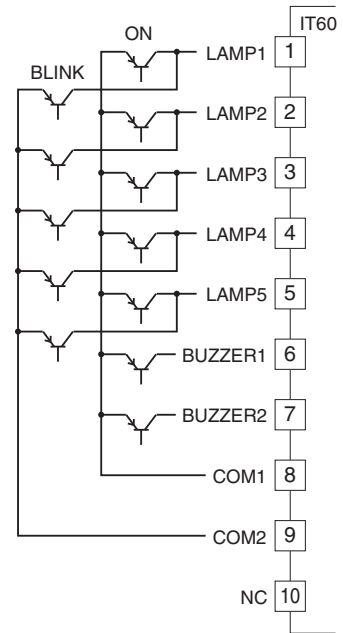 IT60
ON
LAMP1 1
BLINK
LAMP2 2
LAMP3 3
LAMP4 4
LAMP5 5
BUZZER1 6
BUZZER2 7
COM1 8
COM2 9
NC 10